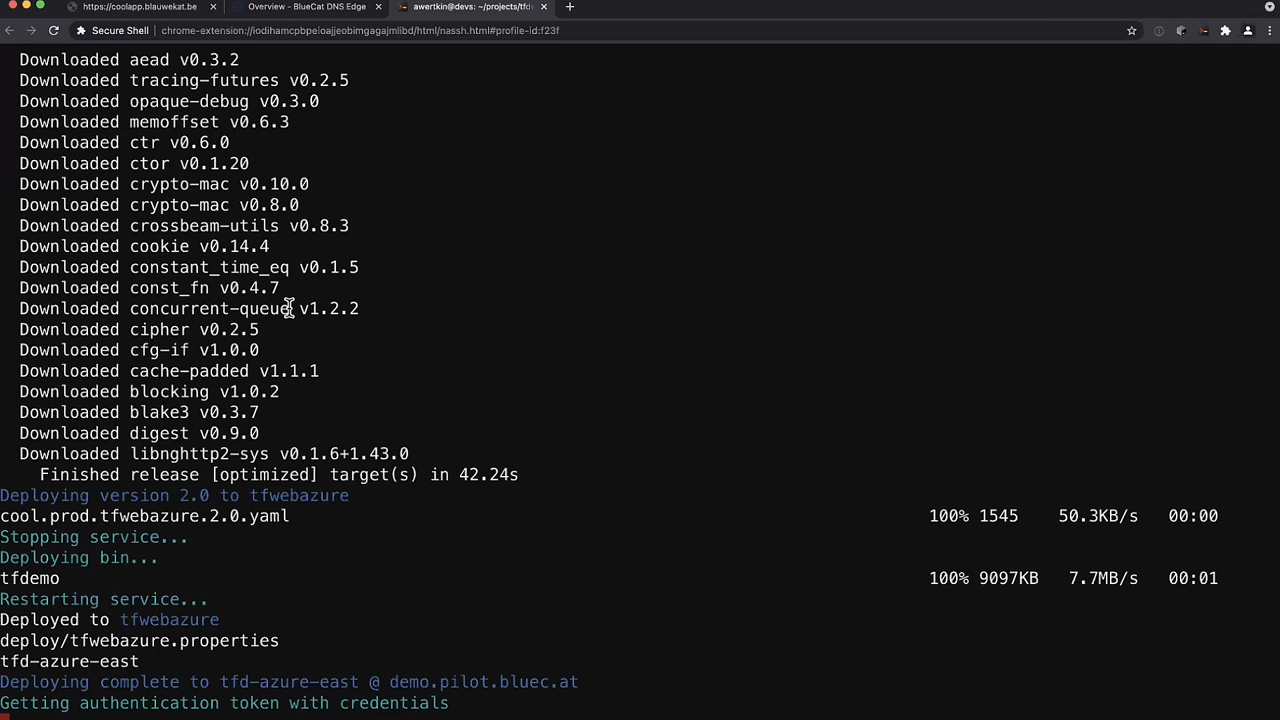 https://coolapp.blauwekat.be
Overview - BlueCat DNS Edge
awertkin@devs: ~/projects/tfde
Secure Shell
chrome-extension://iodihamcpbpeioajjeobimgagajmlibd/html/nassh.html#profile-id:f23f
Downloaded aead v0.3.2
Downloaded tracing-futures v0.2.5
Downloaded opaque-debug v0.3.0
Downloaded memoffset v0.6.3
Downloaded ctr v0.6.0
Downloaded ctor v0.1.20
Downloaded crypto-mac v0.10.0
Downloaded crypto-mac v0.8.0
Downloaded crossbeam-utils v0.8.3
Downloaded cookie v0.14.4
Downloaded constant_time_eq v0.1.5
Downloaded const_fn v0.4.7
Downloaded concurrent-queue v1.2.2
Downloaded cipher v0.2.5
Downloaded cfg-if v1.0.0
Downloaded cache-padded v1.1.1
Downloaded blocking v1.0.2
Downloaded blake3 v0.3.7
Downloaded digest v0.9.0
Downloaded libnghttp2-sys v0.1.6+1.43.0
Finished release [optimized] target(s) in 42.24s
Deploying version 2.0 to tfwebazure
cool.prod.tfwebazure.2.0.yaml 100% 1545 50.3KB/s 00:00
Stopping service...
Deploying bin...
tfdemo 100% 9097KB 7.7MB/s 00:01
Restarting service...
Deployed to tfwebazure
deploy/tfwebazure.properties
tfd-azure-east
Deploying complete to tfd-azure-east @ demo.pilot.bluec.at
Getting authentication token with credentials